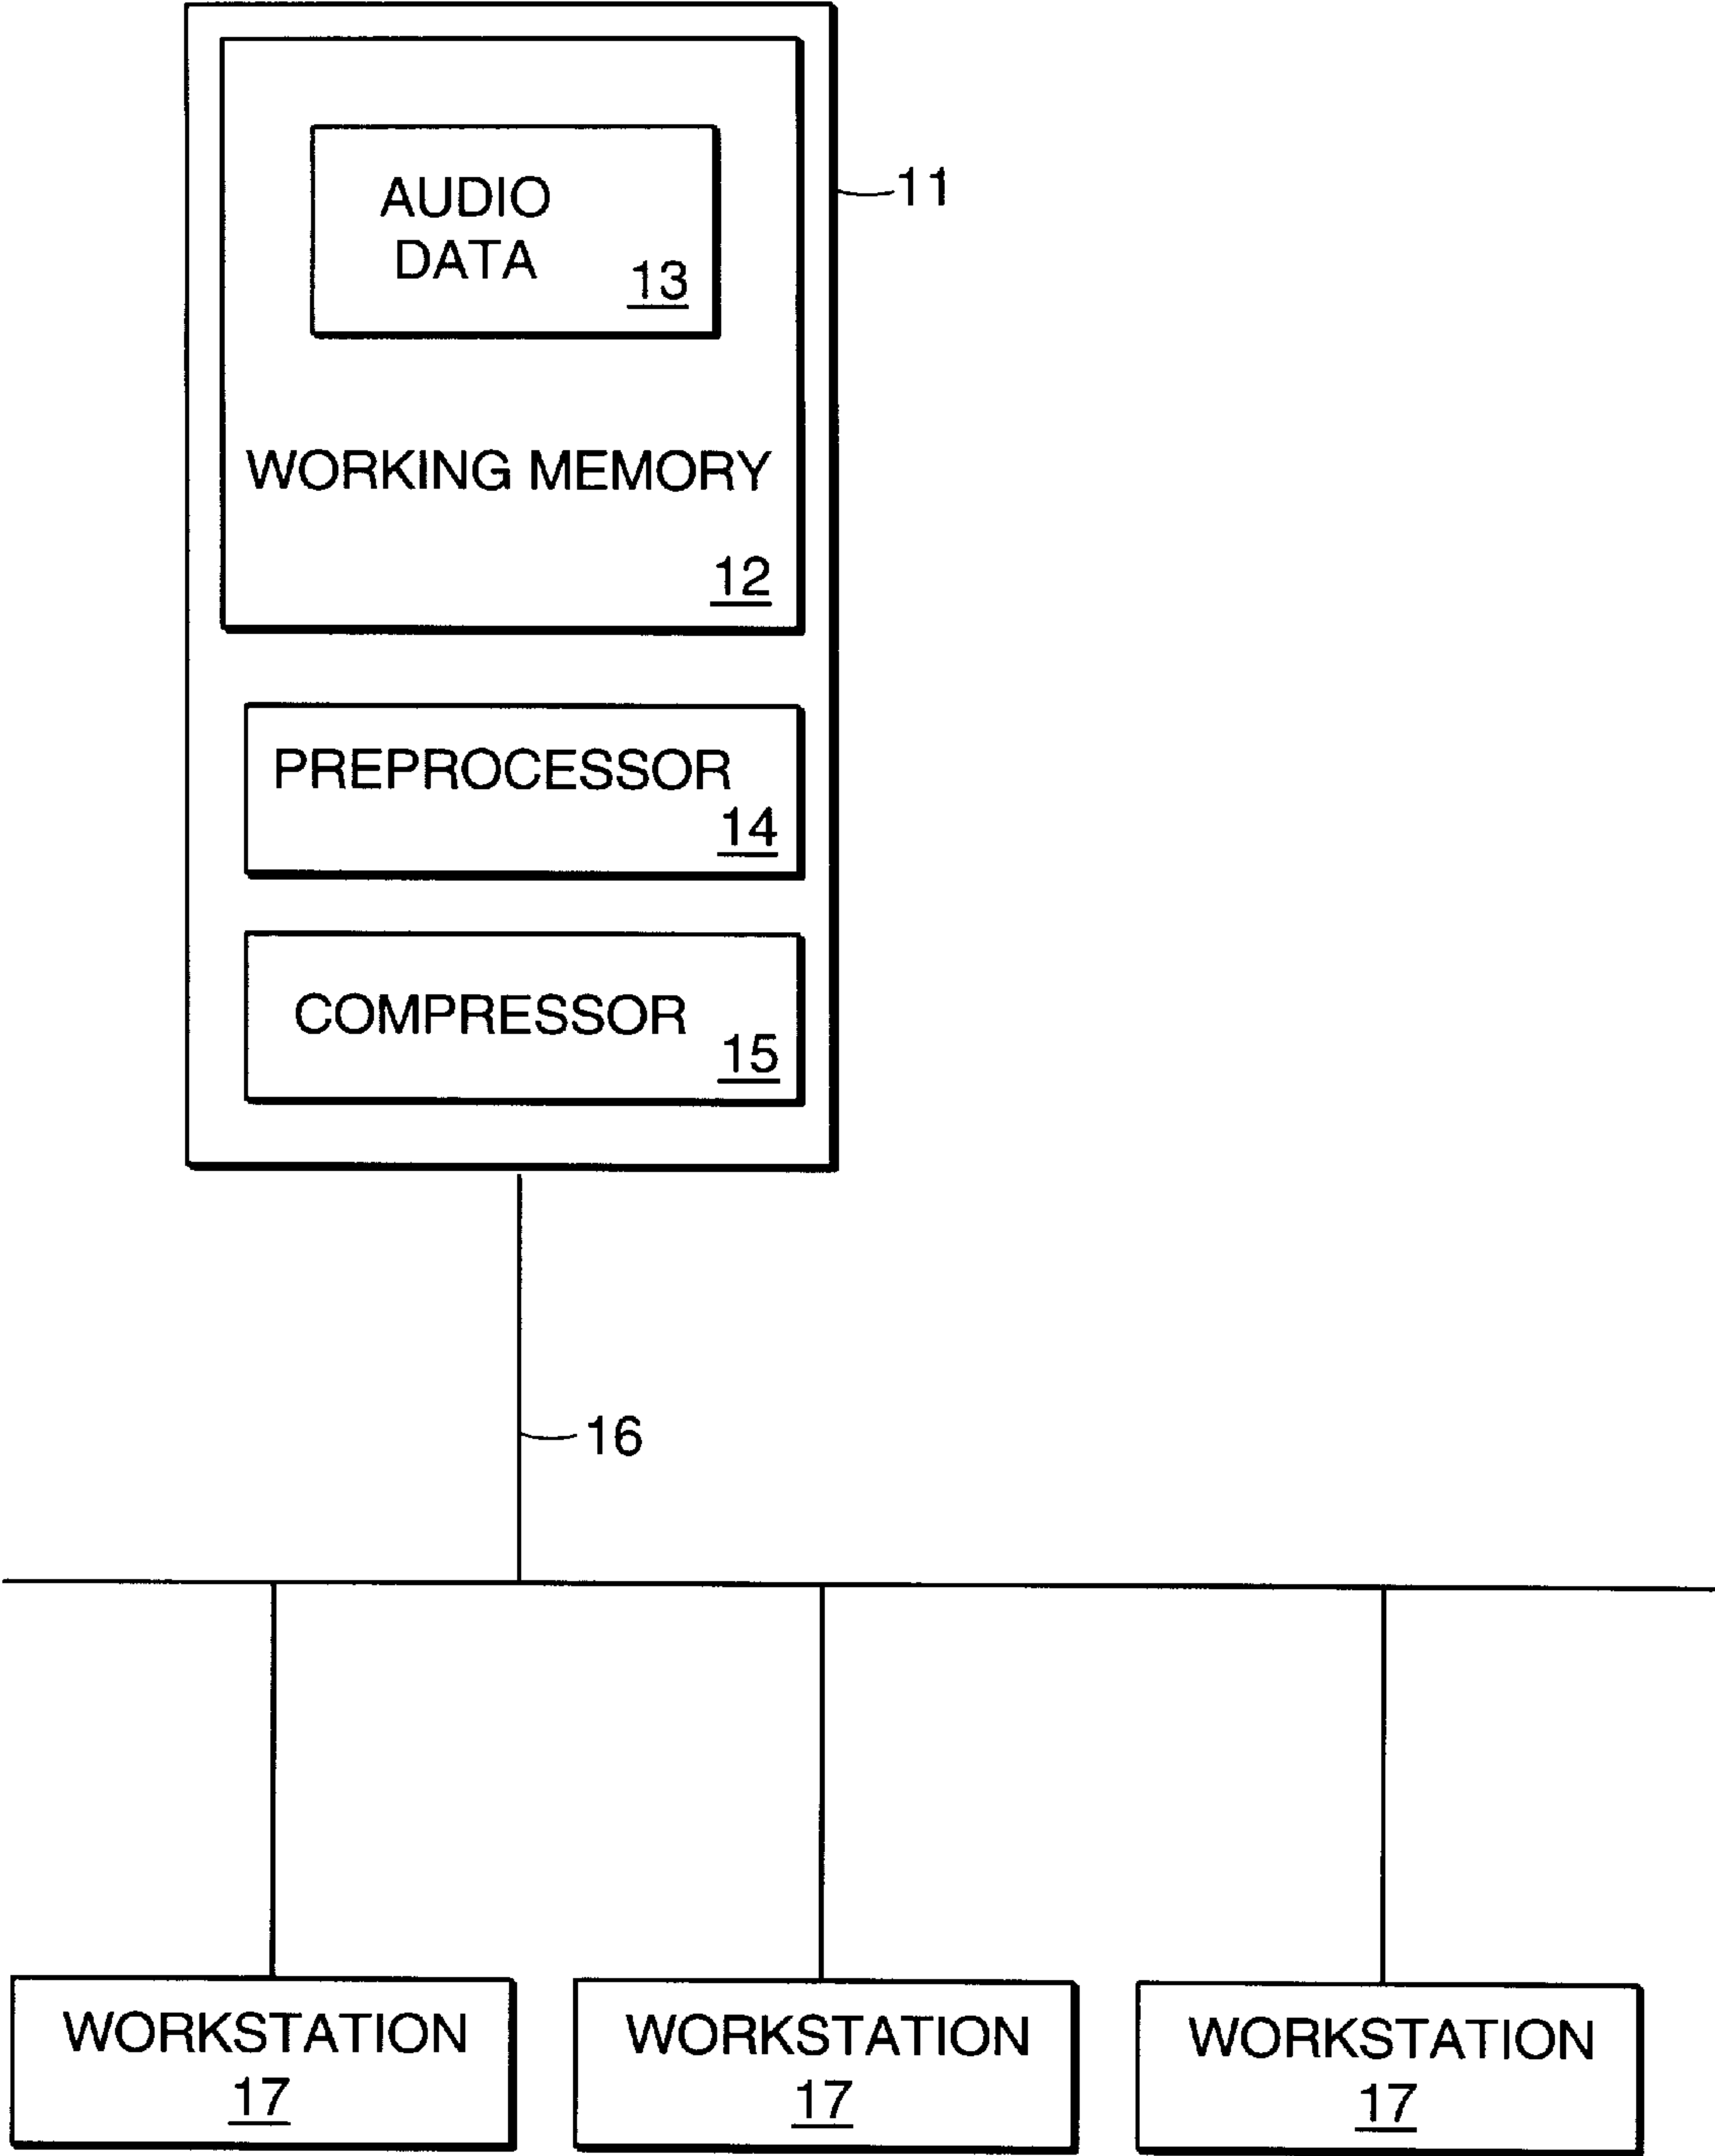 AUDIO
DATA
13
11
WORKING MEMORY
12
PREPROCESSOR
14
COMPRESSOR
15
16
WORKSTATION
17
WORKSTATION
17
WORKSTATION
17